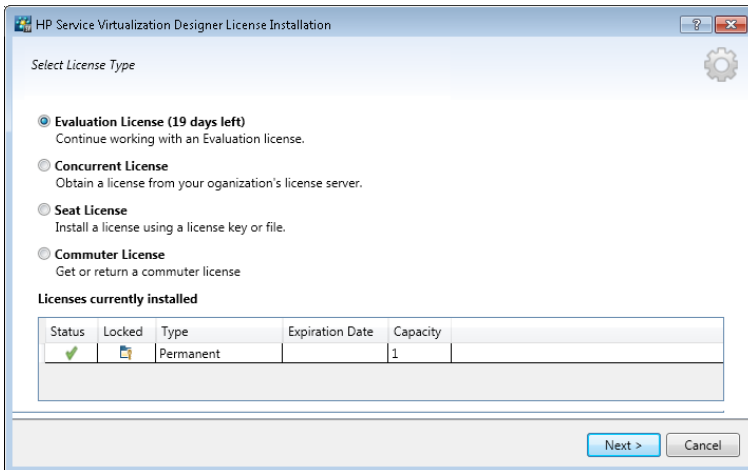 HP Service Virtualization Designer License Installation
Select License Type
Evaluation License (19 days left)
Continue working with an Evaluation license.
Concurrent License
Obtain a license from your oganization's license server.
Seat License
Install a license using a license key or file.
Commuter License
Get or return a commuter license
Licenses currently installed
Status Locked Type Expiration Date Capacity
Permanent 1
Next > Cancel